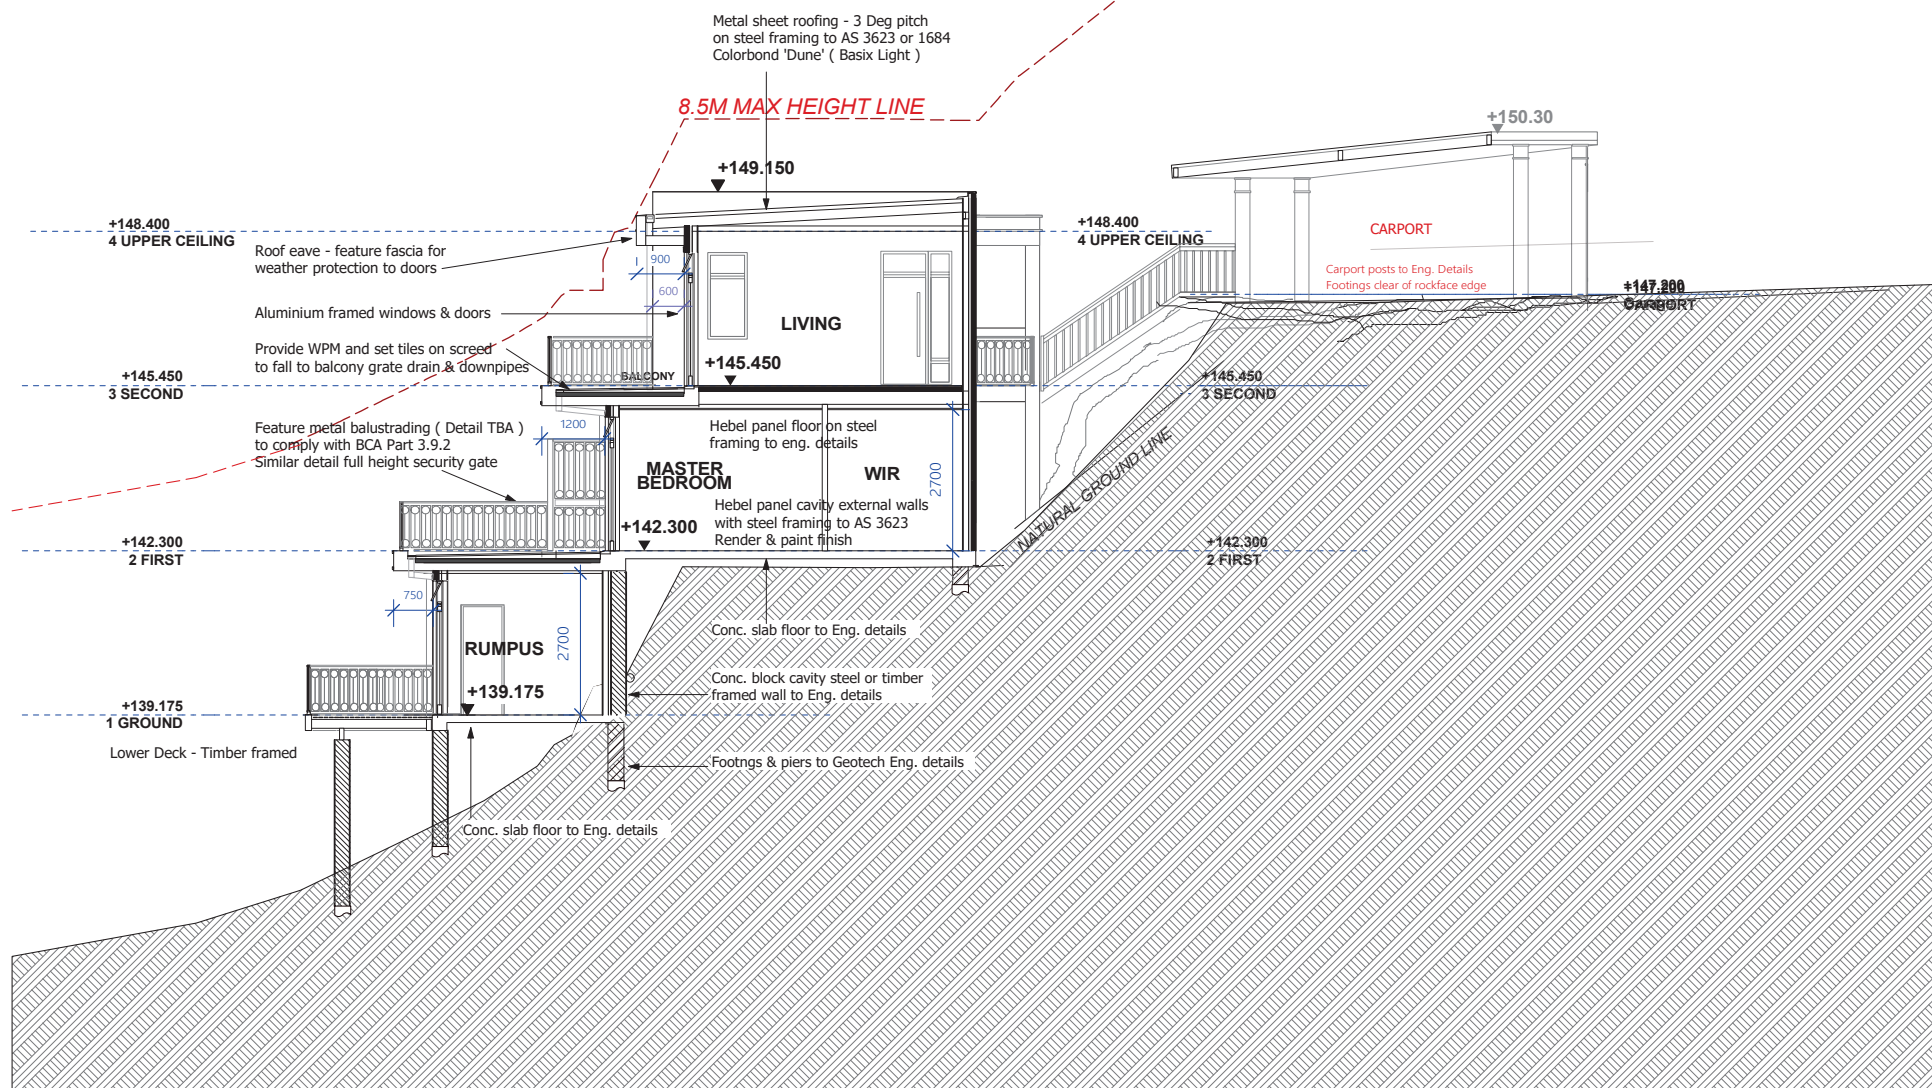 Metal sheet roofing - 3 Deg pitch
on steel framing to AS 3623 or 1684
Colorbond 'Dune' ( Basix Light )
8.5M MAX HEIGHT LINE
+150.30
+149.150
+148.400
4 UPPER CEILING
+148.400
4 UPPER CEILING
CARPORT
Roof eave - feature fascia for
weather protection to doors
900
Carport posts to Eng. Details
Footings clear of rockface edge
+147.200
CARPORT
600
Aluminium framed windows & doors
LIVING
Provide WPM and set tiles on screed
to fall to balcony grate drain & downpipes
+145.450
BALCONY
+145.450
3 SECOND
+145.450
3 SECOND
Feature metal balustrading ( Detail TBA )
to comply with BCA Part 3.9.2
Similar detail full height security gate
1200
Hebel panel floor on steel
framing to eng. details
MASTER
BEDROOM
WIR
2700
NATURAL GROUND LINE
Hebel panel cavity external walls
with steel framing to AS 3623
Render & paint finish
+142.300
+142.300
2 FIRST
+142.300
2 FIRST
750
Conc. slab floor to Eng. details
RUMPUS
2700
Conc. block cavity steel or timber
framed wall to Eng. details
+139.175
+139.175
1 GROUND
Lower Deck - Timber framed
Footngs & piers to Geotech Eng. details
Conc. slab floor to Eng. details